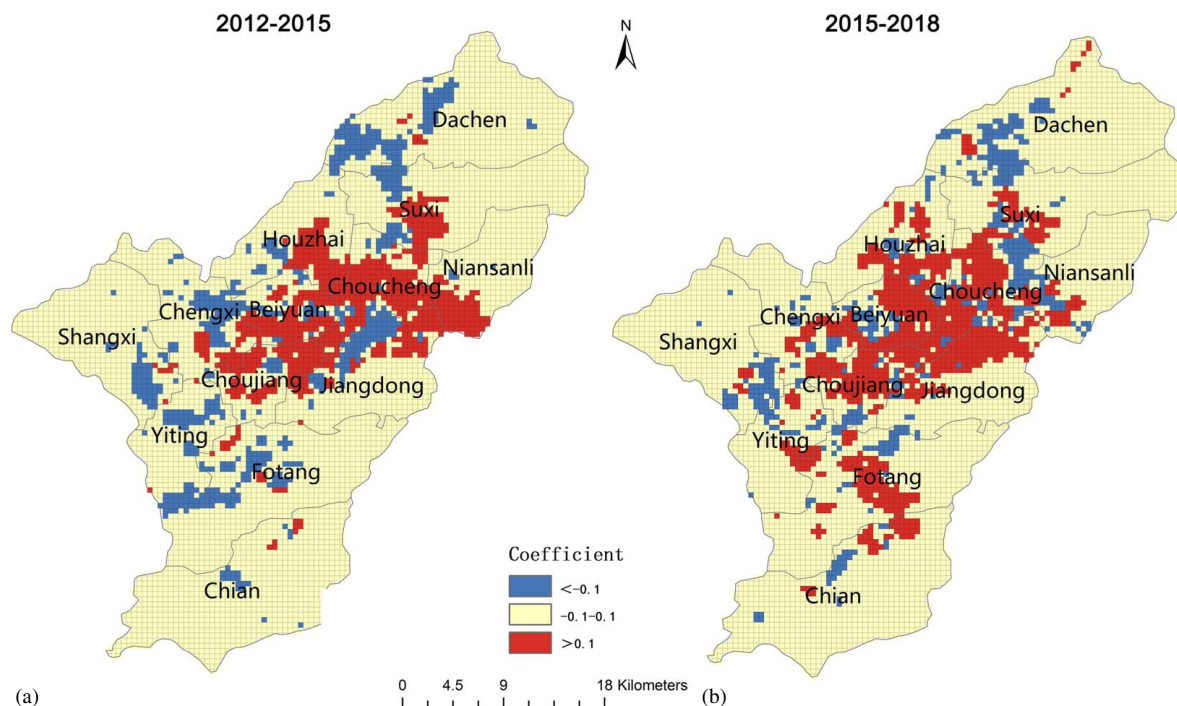 2012-2015
N
2015-2018
Dachen
Suxi
Houzhai
Niansanli
Choucheng
Chengxi
Beiyuan
Shangxi
Choujiang
Jiangdong
Yiting
Fotang
Chian
Dachen
Suxi
Houzhai
Niansanli
Choucheng
Chengxi
Beiyuan
Shangxi
Choujiang
Jiangdong
Yiting
Fotang
Chian
Coefficient
<-0.1
-0.1-0.1
>0.1
(a)
0 4.5 9 18 Kilometers
(b)